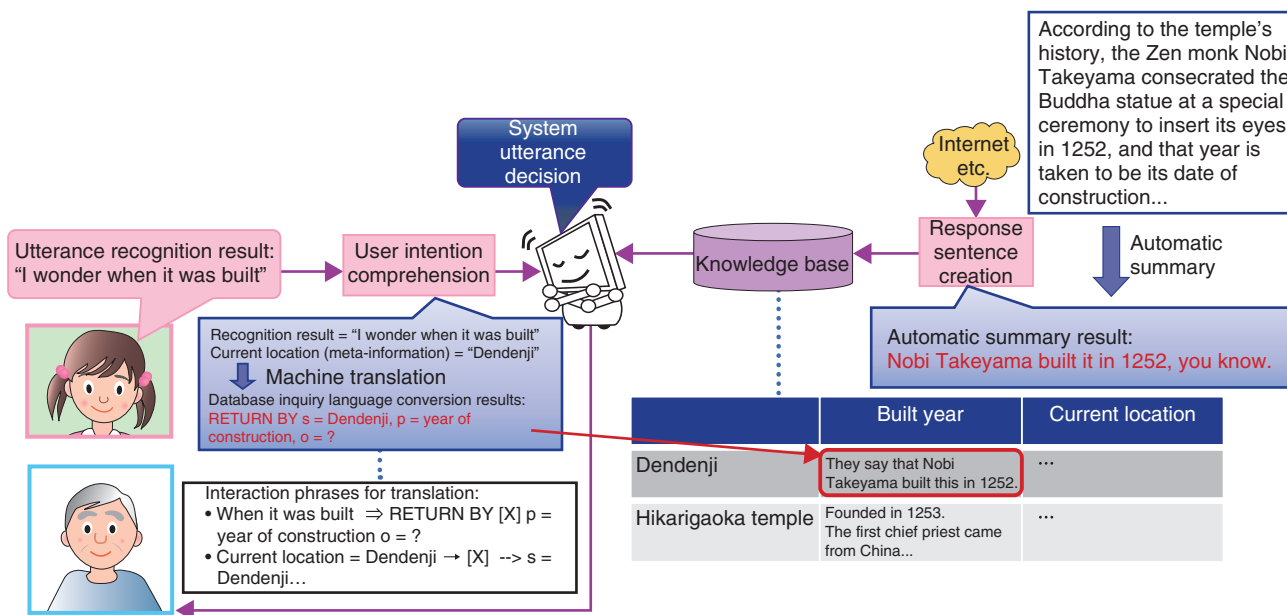 According to the temple's
history, the Zen monk Nobi
Takeyama consecrated the
Buddha statue at a special
ceremony to insert its eyes
in 1252, and that year is
taken to be its date of
construction...
System
utterance
decision
Internet
etc.
Utterance recognition result:
“I wonder when it was built”
User intention
comprehension
Knowledge base
Response
sentence
creation
Automatic
summary
Recognition result = “I wonder when it was built”
Current location (meta-information) = “Dendenji”
Machine translation
Database inquiry language conversion results:
RETURN BY s = Dendenji, p = year of
construction, o = ?
Automatic summary result:
Nobi Takeyama built it in 1252, you know.
Built year Current location
Dendenji
They say that Nobi
Takeyama built this in 1252.
...
Hikarigaoka temple
Founded in 1253.
The first chief priest came
from China...
...
Interaction phrases for translation:
• When it was built ⇒ RETURN BY [X] p =
year of construction o = ?
• Current location = Dendenji → [X] --> s =
Dendenji…